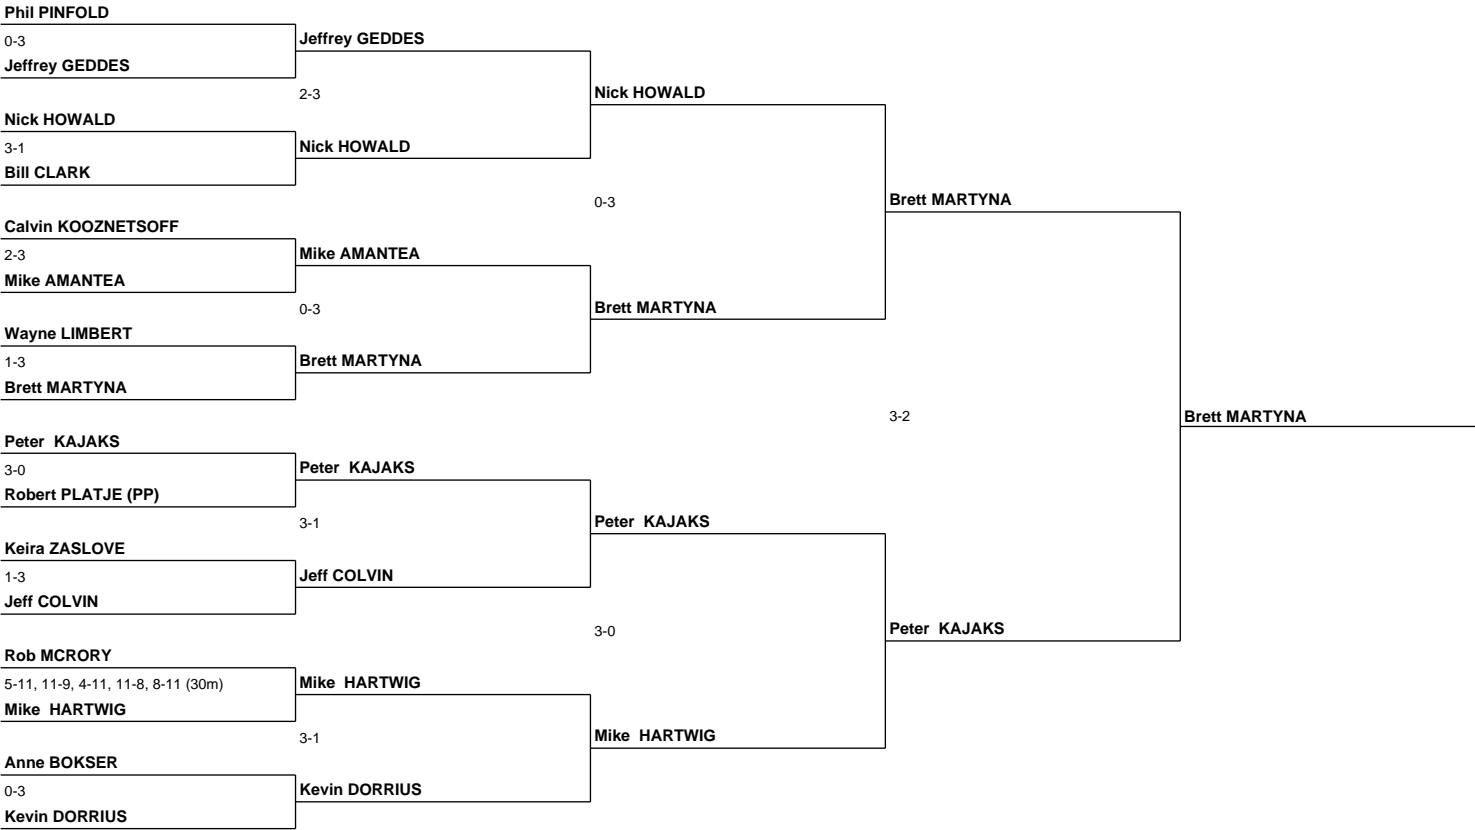 Phil PINFOLD
0-3
Jeffrey GEDDES
Jeffrey GEDDES
2-3
Nick HOWALD
Nick HOWALD
3-1
Bill CLARK
Nick HOWALD
0-3
Brett MARTYNA
Calvin KOOZNETSOFF
2-3
Mike AMANTEA
Mike AMANTEA
0-3
Brett MARTYNA
Wayne LIMBERT
1-3
Brett MARTYNA
Brett MARTYNA
3-2
Brett MARTYNA
Peter  KAJAKS
3-0
Robert PLATJE (PP)
Peter  KAJAKS
3-1
Peter  KAJAKS
Keira ZASLOVE
1-3
Jeff COLVIN
Jeff COLVIN
3-0
Peter  KAJAKS
Rob MCRORY
5-11, 11-9, 4-11, 11-8, 8-11 (30m)
Mike  HARTWIG
Mike  HARTWIG
3-1
Mike  HARTWIG
Anne BOKSER
0-3
Kevin DORRIUS
Kevin DORRIUS